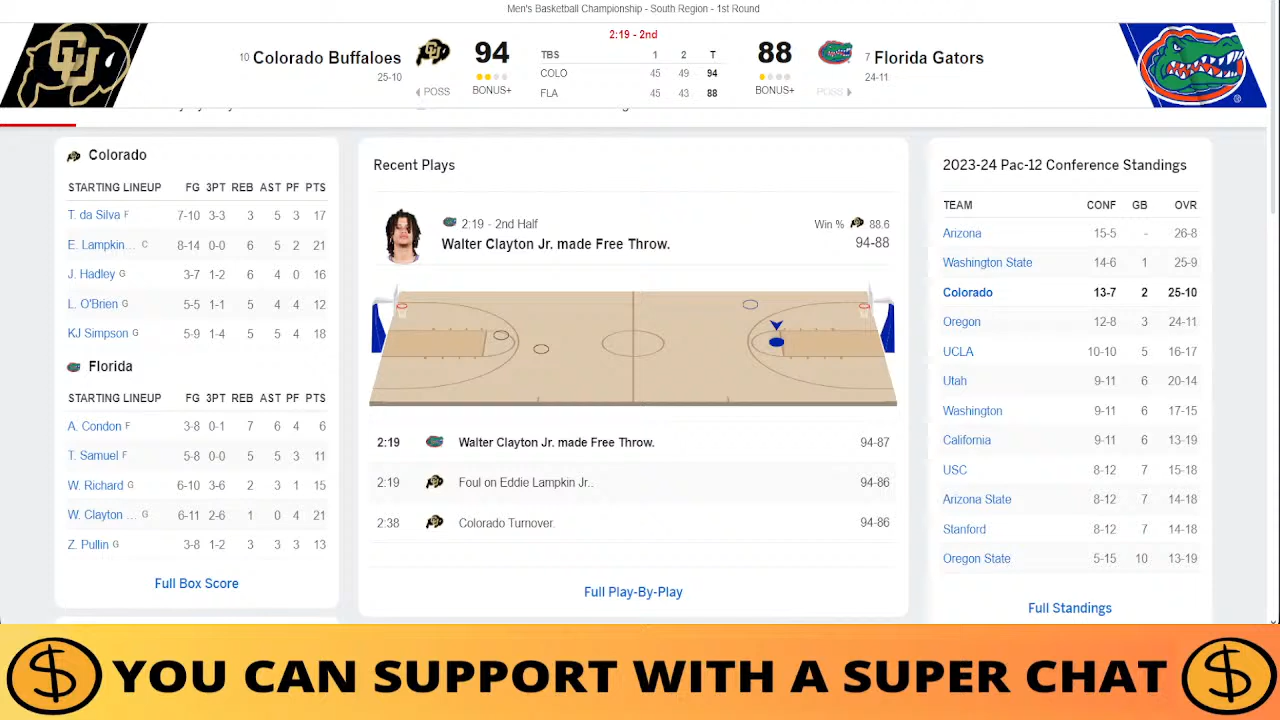 Men's Basketball Championship - South Region - 1st Round
10 Colorado Buffaloes
25-10
94
BONUS+
POSS
2:19 - 2nd
TBS 1 2 T
COLO 45 49 94
FLA 45 43 88
88
BONUS+
POSS
7 Florida Gators
24-11
Colorado
STARTING LINEUP FG 3PT REB AST PF PTS
T. da Silva F 7-10 3-3 3 5 3 17
E. Lampkin... C 8-14 0-0 6 5 2 21
J. Hadley G 3-7 1-2 6 4 0 16
L. O'Brien G 5-5 1-1 5 4 4 12
KJ Simpson G 5-9 1-4 5 5 4 18
Florida
STARTING LINEUP FG 3PT REB AST PF PTS
A. Condon F 3-8 0-1 7 6 4 6
T. Samuel F 5-8 0-0 5 5 3 11
W. Richard G 6-10 3-6 2 3 1 15
W. Clayton ... G 6-11 2-6 1 0 4 21
Z. Pullin G 3-8 1-2 3 3 3 13
Full Box Score
Recent Plays
2:19 - 2nd Half
Walter Clayton Jr. made Free Throw.
Win % 88.6
94-88
2:19 Walter Clayton Jr. made Free Throw. 94-87
2:19 Foul on Eddie Lampkin Jr.. 94-86
2:38 Colorado Turnover. 94-86
Full Play-By-Play
2023-24 Pac-12 Conference Standings
TEAM CONF GB OVR
Arizona 15-5 - 26-8
Washington State 14-6 1 25-9
Colorado 13-7 2 25-10
Oregon 12-8 3 24-11
UCLA 10-10 5 16-17
Utah 9-11 6 20-14
Washington 9-11 6 17-15
California 9-11 6 13-19
USC 8-12 7 15-18
Arizona State 8-12 7 14-18
Stanford 8-12 7 14-18
Oregon State 5-15 10 13-19
Full Standings
$ YOU CAN SUPPORT WITH A SUPER CHAT $